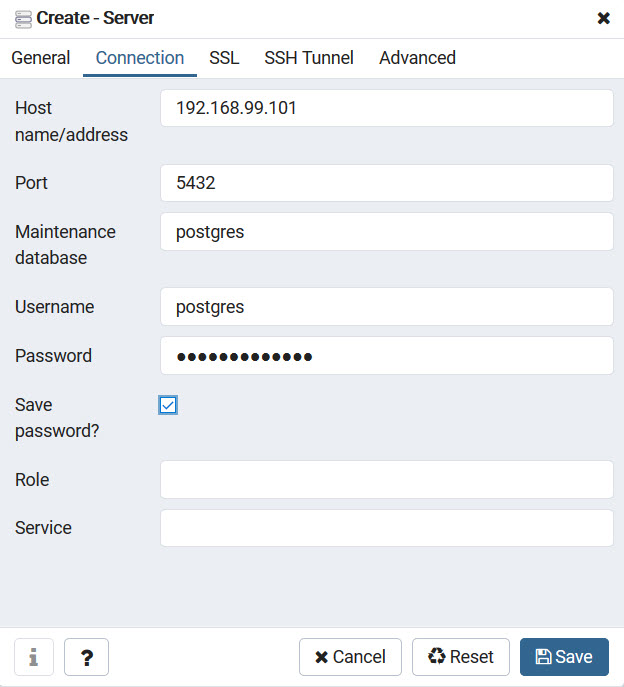 Create - Server
General Connection SSL SSH Tunnel Advanced
Host name/address
192.168.99.101
Port
5432
Maintenance database
postgres
Username
postgres
Password
•••••••••••••
Save password?
Role
Service
i ? Cancel Reset Save